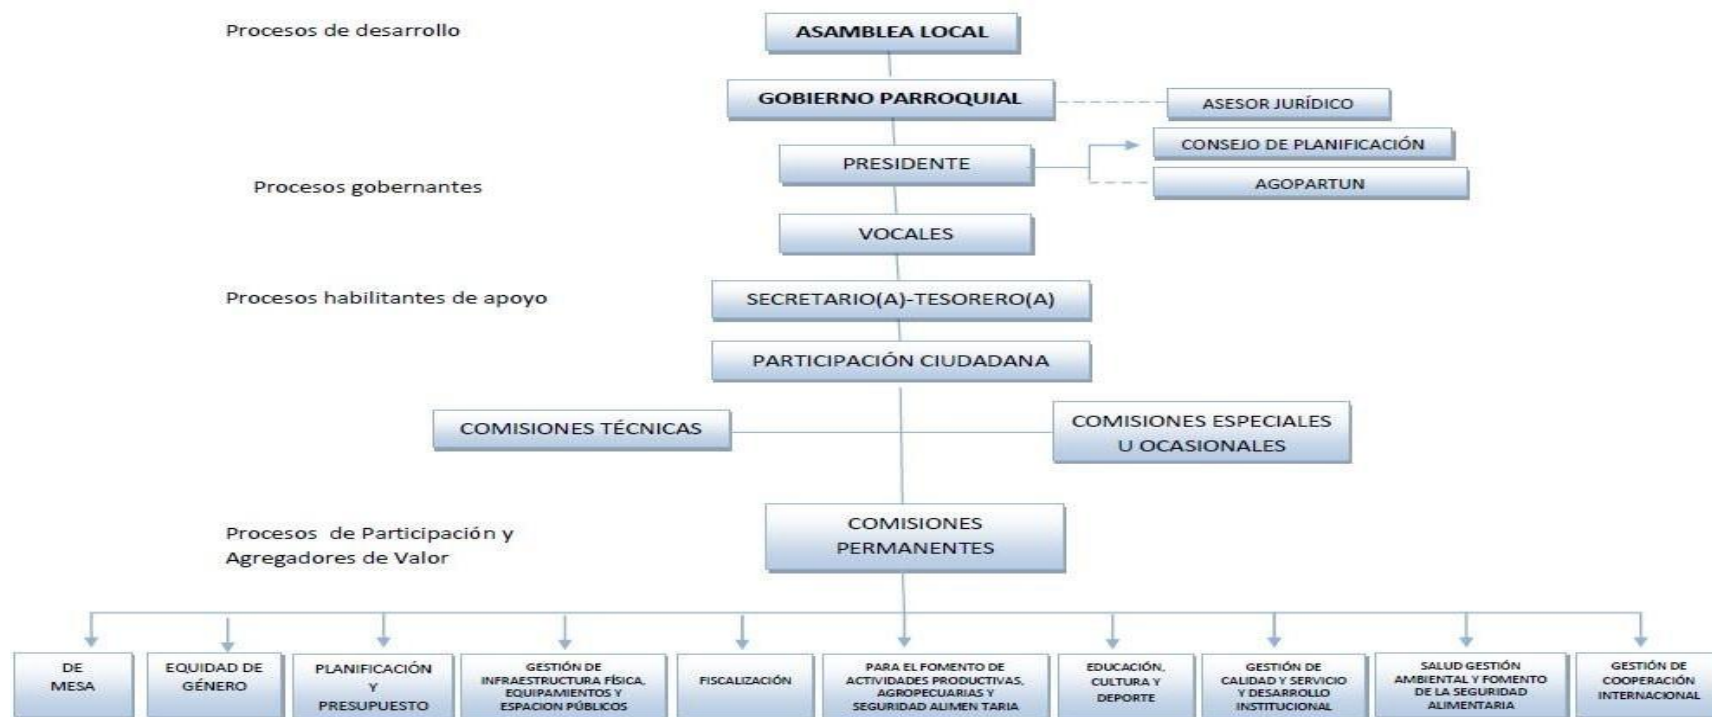 Procesos de desarrollo
ASAMBLEA LOCAL
GOBIERNO PARROQUIAL
ASESOR JURÍDICO
CONSEJO DE PLANIFICACIÓN
PRESIDENTE
AGOPARTUN
Procesos gobernantes
VOCALES
Procesos habilitantes de apoyo
SECRETARIO(A)-TESORERO(A)
PARTICIPACIÓN CIUDADANA
COMISIONES TÉCNICAS
COMISIONES ESPECIALES
U OCASIONALES
Procesos de Participación y
Agregadores de Valor
COMISIONES
PERMANENTES
DE
MESA
EQUIDAD DE
GÉNERO
PLANIFICACIÓN
Y
PRESUPUESTO
GESTIÓN DE
INFRAESTRUCTURA FÍSICA,
EQUIPAMIENTOS Y
ESPACION PÚBLICOS
FISCALIZACIÓN
PARA EL FOMENTO DE
ACTIVIDADES PRODUCTIVAS,
AGROPECUARIAS Y
SEGURIDAD ALIMEN TARIA
EDUCACIÓN,
CULTURA Y
DEPORTE
GESTIÓN DE
CALIDAD Y SERVICIO
Y DESARROLLO
INSTITUCIONAL
SALUD GESTIÓN
AMBIENTAL Y FOMENTO
DE LA SEGURIDAD
ALIMENTARIA
GESTIÓN DE
COOPERACIÓN
INTERNACIONAL